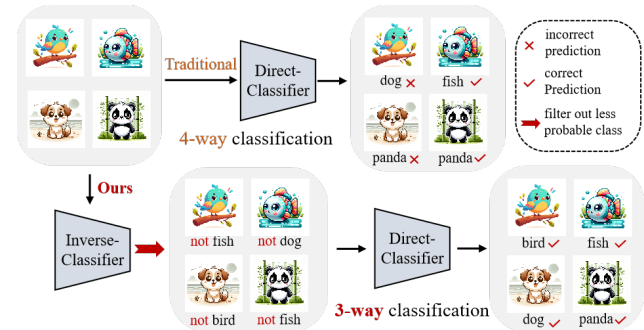 Traditional
Direct-
Classifier
4-way classification
dog
fish
panda
panda
incorrect
prediction
correct
Prediction
filter out less
probable class
Ours
Inverse-
Classifier
not fish
not dog
not bird
not fish
Direct-
Classifier
3-way classification
bird
fish
dog
panda